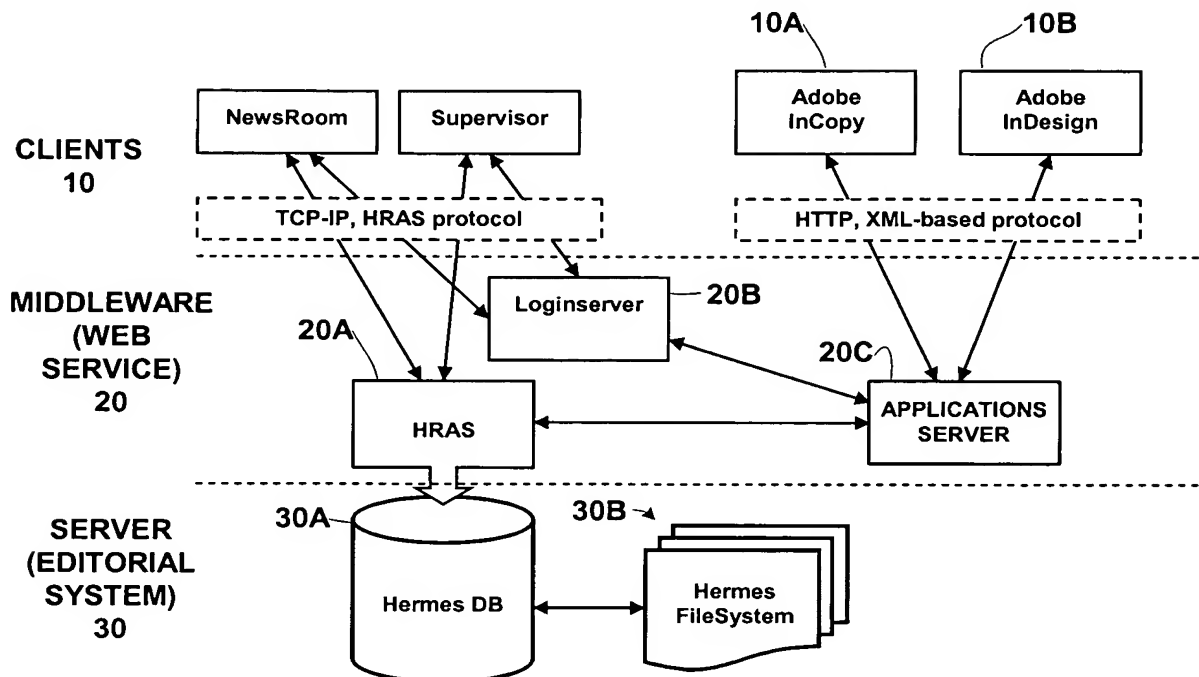 10A
10B
NewsRoom
Supervisor
Adobe
InCopy
Adobe
InDesign
CLIENTS
10
TCP-IP, HRAS protocol
HTTP, XML-based protocol
MIDDLEWARE
(WEB
SERVICE)
20
Loginserver
20B
20A
20C
HRAS
APPLICATIONS
SERVER
SERVER
(EDITORIAL
SYSTEM)
30
30A
30B
Hermes DB
Hermes
FileSystem